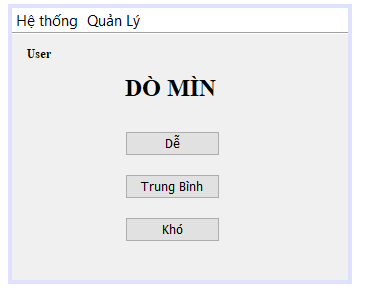 Hệ thống Quản Lý
User
DÒ MÌN
Dễ
Trung Bình
Khó